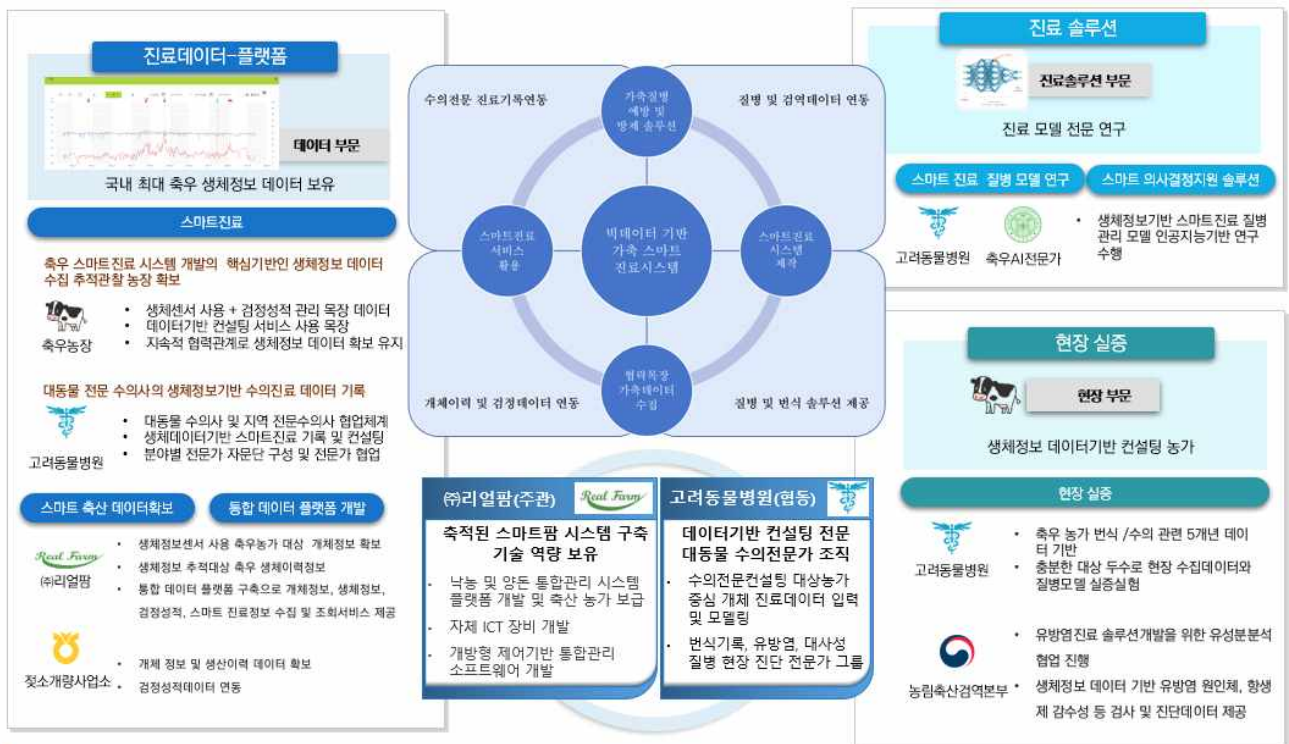 진료데이터-플랫폼
데이터 부문
국내 최대 축우 생체정보 데이터 보유
스마트진료
축우 스마트진료 시스템 개발의 핵심기반인 생체정보 데이터
수집 추적관찰 농장 확보
축우농장
• 생체센서 사용 + 검정성적 관리 목장 데이터
• 데이터기반 컨설팅 서비스 사용 목장
• 지속적 협력관계로 생체정보 데이터 확보 유지
대동물 전문 수의사의 생체정보기반 수의진료 데이터 기록
고려동물병원
• 대동물 수의사 및 지역 전문수의사 협업체계
• 생체데이터기반 스마트진료 기록 및 컨설팅
• 분야별 전문가 자문단 구성 및 전문가 협업
스마트 축산 데이터확보
통합 데이터 플랫폼 개발
Real Farm
㈜리얼팜
• 생체정보센서 사용 축우농가 대상 개체정보 확보
• 생체정보 추적대상 축우 생체이력정보
• 통합 데이터 플랫폼 구축으로 개체정보, 생체정보,
검정성적, 스마트 진료정보 수집 및 조회서비스 제공
젖소개량사업소
• 개체 정보 및 생산이력 데이터 확보
• 검정성적데이터 연동
수의전문 진료기록연동
질병 및 검역데이터 연동
가축질병
예방 및
방제 솔루션
스마트진료
서비스
활용
빅데이터 기반
가축 스마트
진료시스템
스마트진료
시스템
제작
협력목장
가축데이터
수집
개체이력 및 검정데이터 연동
질병 및 번식 솔루션 제공
㈜리얼팜(주관)
Real Farm
축적된 스마트팜 시스템 구축
기술 역량 보유
• 낙농 및 양돈 통합관리 시스템
플랫폼 개발 및 축산 농가 보급
• 자체 ICT 장비 개발
• 개방형 제어기반 통합관리
소프트웨어 개발
고려동물병원(협동)
데이터기반 컨설팅 전문
대동물 수의전문가 조직
• 수의전문컨설팅 대상농가
중심 개체 진료데이터 입력
및 모델링
• 번식기록, 유방염, 대사성
질병 현장 진단 전문가 그룹
진료 솔루션
진료솔루션 부문
진료 모델 전문 연구
스마트 진료 질병 모델 연구
스마트 의사결정지원 솔루션
고려동물병원
축우AI전문가
• 생체정보기반 스마트진료 질병
관리 모델 인공지능기반 연구
수행
현장 실증
현장 부문
생체정보 데이터기반 컨설팅 농가
현장 실증
고려동물병원
• 축우 농가 번식 /수의 관련 5개년 데이
터 기반
• 충분한 대상 두수로 현장 수집데이터와
질병모델 실증실험
농림축산검역본부
• 유방염진료 솔루션개발을 위한 유성분분석
협업 진행
• 생체정보 데이터 기반 유방염 원인체, 항생
제 감수성 등 검사 및 진단데이터 제공